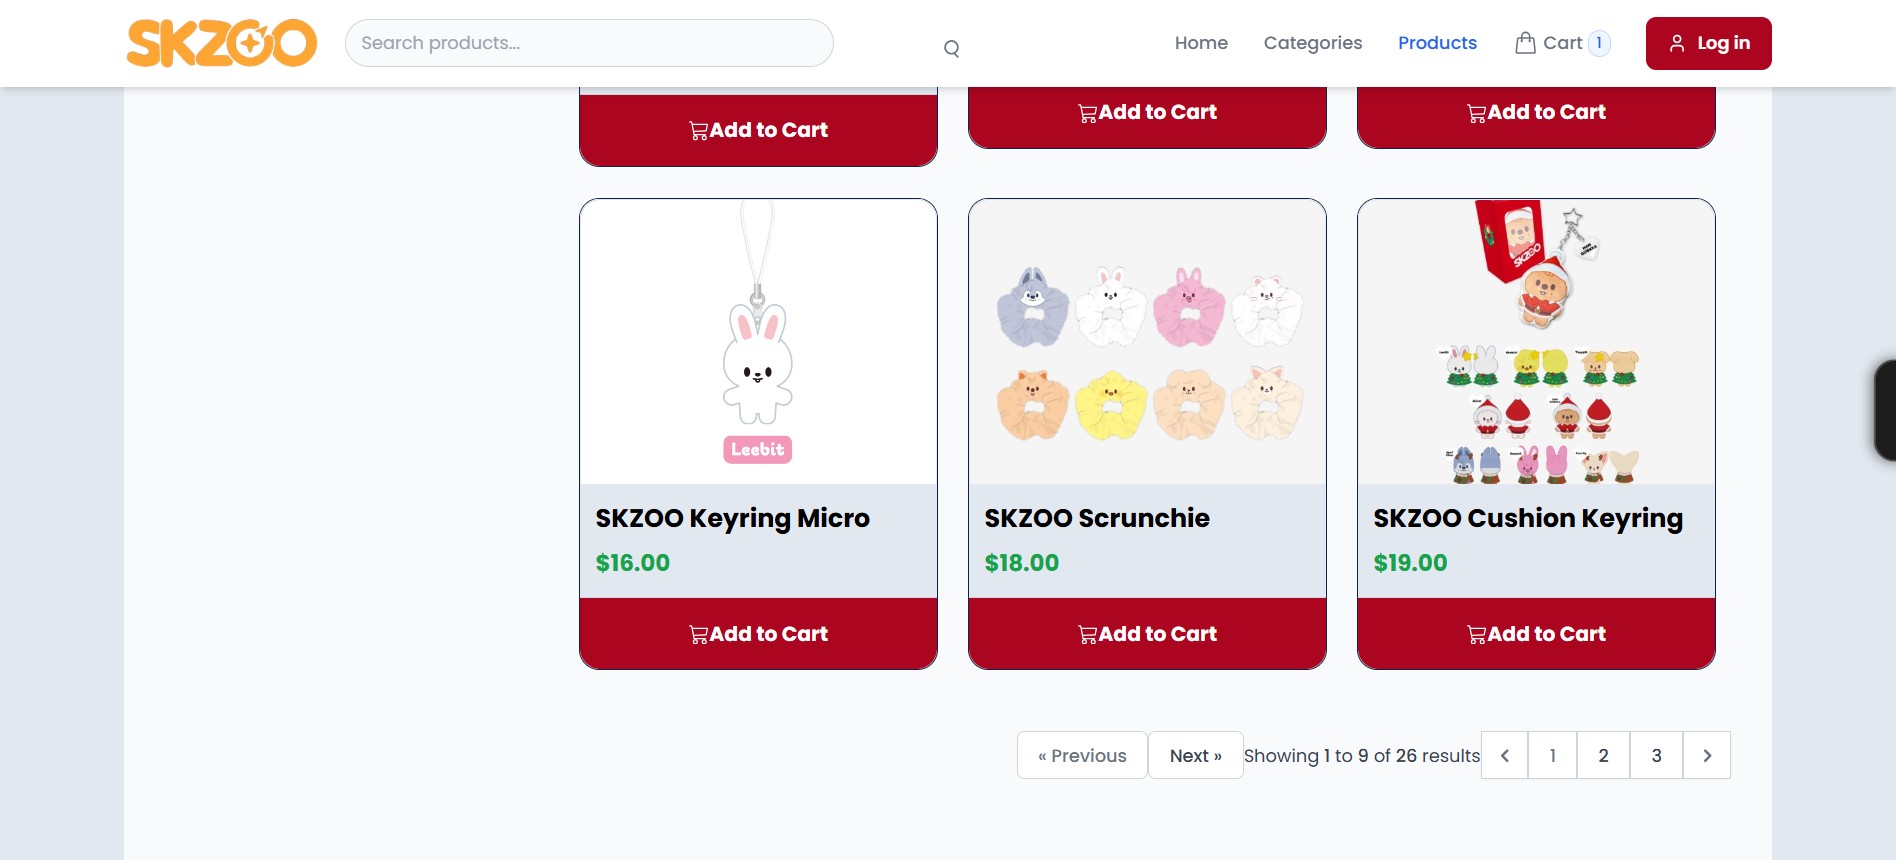 SKZOO
Search products...
Home
Categories
Products
Cart 1
Log in
Add to Cart
Add to Cart
Add to Cart
Leebit
SKZOO
SKZOO Keyring Micro
$16.00
Add to Cart
SKZOO Scrunchie
$18.00
Add to Cart
SKZOO Cushion Keyring
$19.00
Add to Cart
« Previous
Next »
Showing 1 to 9 of 26 results
1
2
3